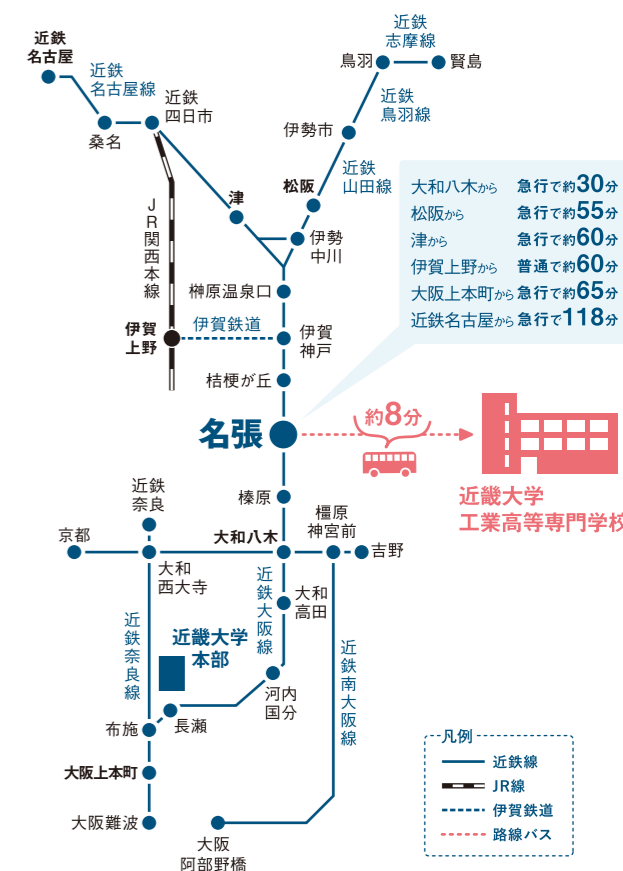 近鉄
志摩線
鳥羽
賢島
近鉄
名古屋
近鉄
名古屋線
近鉄
四日市
桑名
近鉄
鳥羽線
伊勢市
近鉄
山田線
松阪
津
伊勢
中川
JR関西本線
榊原温泉口
伊賀
上野
伊賀鉄道
伊賀
神戸
桔梗が丘
大和八木から 急行で約30分
松阪から 急行で約55分
津から 急行で約60分
伊賀上野から 普通で約60分
大阪上本町から 急行で約65分
近鉄名古屋から 急行で118分
名張
約8分
近畿大学
工業高等専門学校
榛原
近鉄
奈良
橿原
神宮前
京都
大和八木
吉野
大和
西大寺
近鉄大阪線
大和
高田
近鉄奈良線
近畿大学
本部
近鉄南大阪線
河内
国分
長瀬
布施
大阪上本町
大阪難波
大阪
阿部野橋
凡例
近鉄線
JR線
伊賀鉄道
路線バス